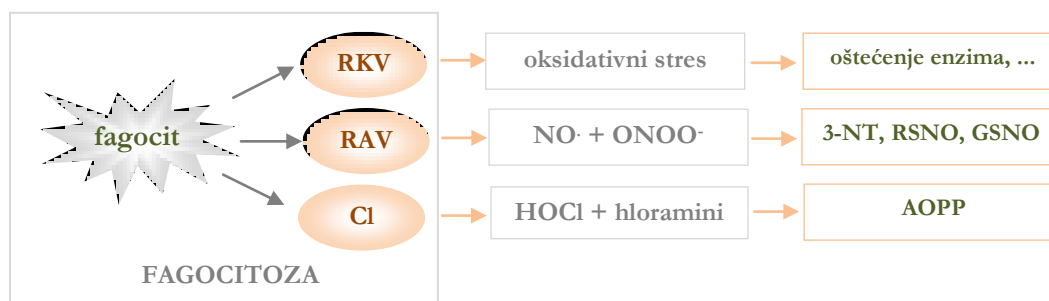 RKV
oksidativni stres
oštećenje enzima, ...
fagocit
RAV
NO· + ONOO⁻
3-NT, RSNO, GSNO
Cl
HOCl + hloramini
AOPP
FAGOCITOZA